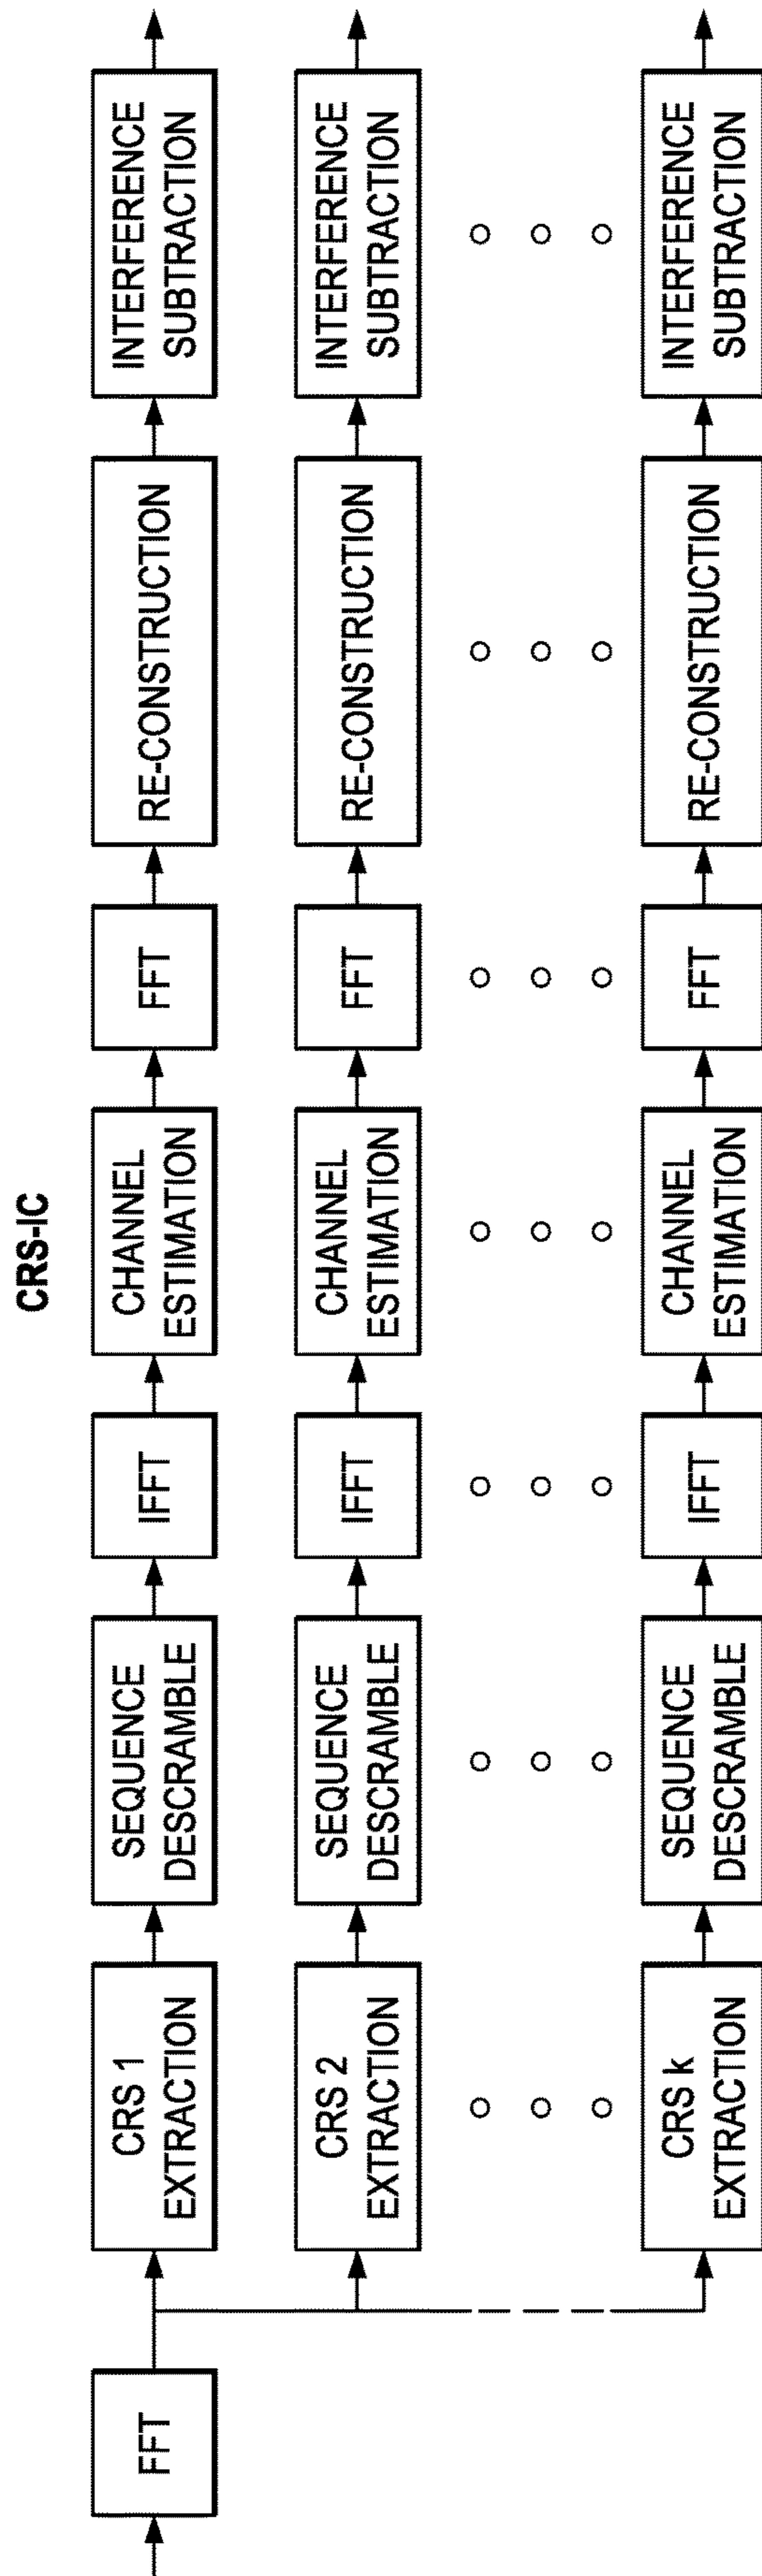 CRS-IC
FFT
CRS 1
EXTRACTION
SEQUENCE
DESCRAMBLE
IFFT
CHANNEL
ESTIMATION
FFT
RE-CONSTRUCTION
INTERFERENCE
SUBTRACTION
CRS 2
EXTRACTION
SEQUENCE
DESCRAMBLE
IFFT
CHANNEL
ESTIMATION
FFT
RE-CONSTRUCTION
INTERFERENCE
SUBTRACTION
CRS k
EXTRACTION
SEQUENCE
DESCRAMBLE
IFFT
CHANNEL
ESTIMATION
FFT
RE-CONSTRUCTION
INTERFERENCE
SUBTRACTION